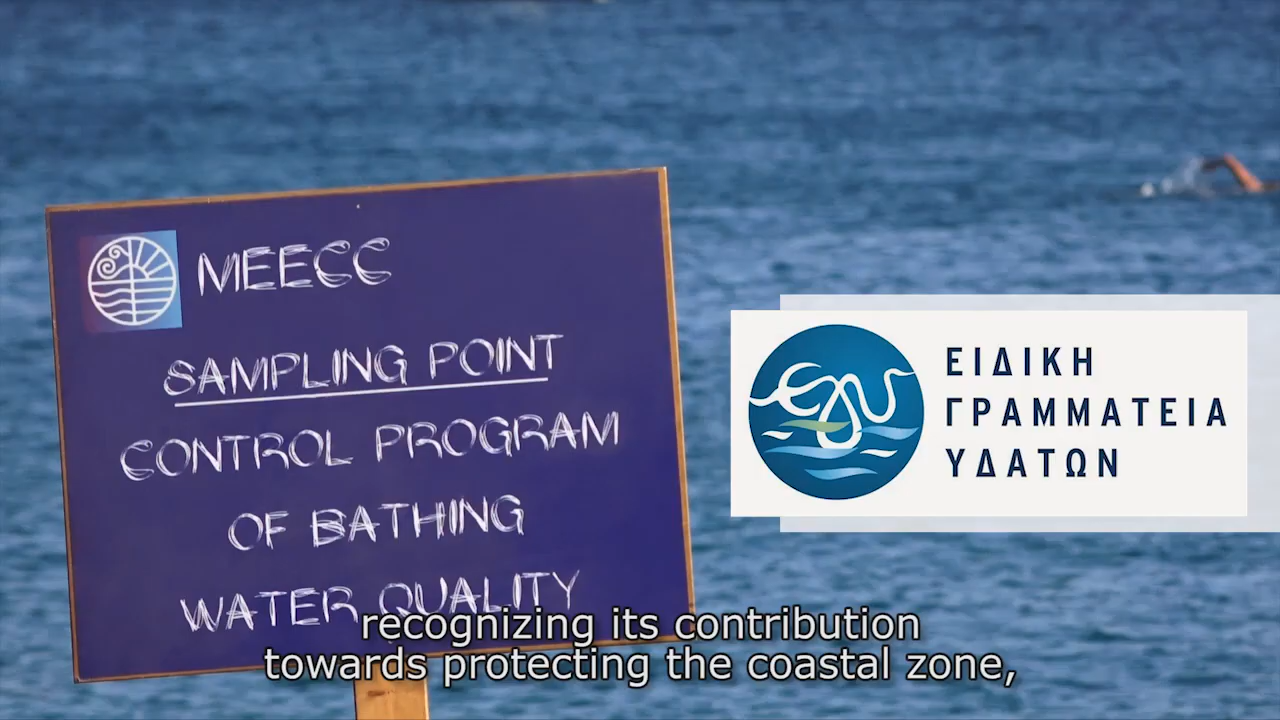 MEECC
SAMPLING POINT
CONTROL PROGRAM
OF BATHING
WATER QUALITY
ΕΙΔΙΚΗ
ΓΡΑΜΜΑΤΕΙΑ
ΥΔΑΤΩΝ
recognizing its contribution
towards protecting the coastal zone,